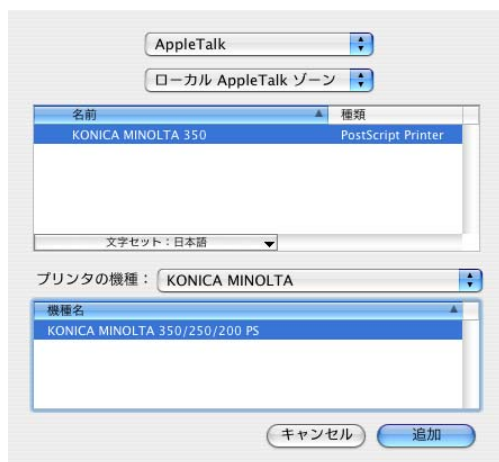 AppleTalk
ローカル AppleTalk ゾーン
名前 種類
KONICA MINOLTA 350 PostScript Printer
文字セット：日本語
プリンタの機種： KONICA MINOLTA
機種名
KONICA MINOLTA 350/250/200 PS
キャンセル 追加